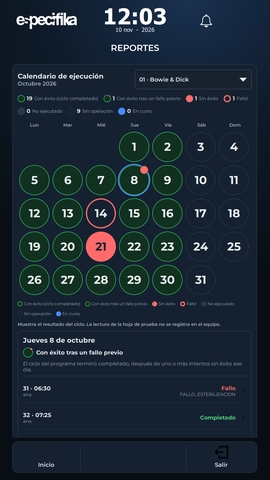 e-specifika
12:03
10 nov - 2026
REPORTES
Calendario de ejecución
Octubre 2026
01 - Bowie & Dick
19 Con éxito (ciclo completado)
1 Con éxito tras un fallo previo
1 Sin éxito
1 Fallo
0 No ejecutado
9 Sin operación
0 En curso
Lun Mar Mié Jue Vie Sáb Dom
1 2 3 4
5 6 7 8 9 10 11
12 13 14 15 16 17 18
19 20 21 22 23 24 25
26 27 28 29 30 31
Con éxito (ciclo completado) Con éxito tras un fallo previo Sin éxito Fallo No ejecutado
Sin operación En curso
Muestra el resultado del ciclo. La lectura de la hoja de prueba no se registra en el equipo.
Jueves 8 de octubre
Con éxito tras un fallo previo
El ciclo del programa terminó completado, después de uno o más intentos sin éxito ese
día.
31 - 06:30
ana
Fallo
FALLO_ESTERILIZACION
32 - 07:25
ana
Completado
Inicio
Salir